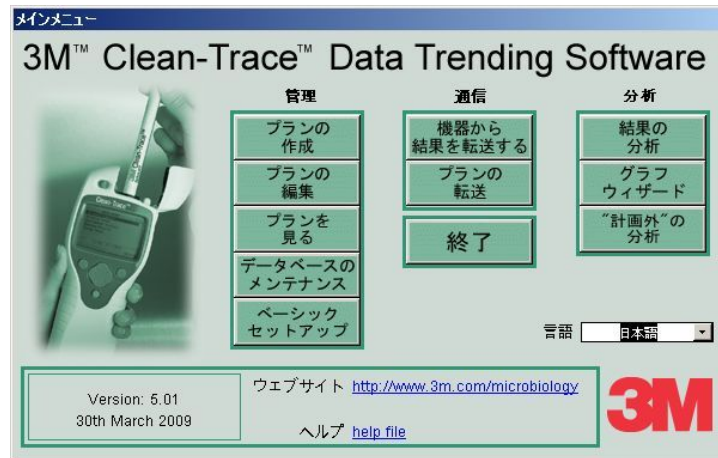 メインメニュー
3M™ Clean-Trace™ Data Trending Software
管理
プランの
作成
プランの
編集
プランを
見る
データベースの
メンテナンス
ベーシック
セットアップ
通信
機器から
結果を転送する
プランの
転送
終了
分析
結果の
分析
グラフ
ウィザード
"計画外"の
分析
言語 日本語
Version: 5.01
30th March 2009
ウェブサイト http://www.3m.com/microbiology
ヘルプ help file
3M
Clean-Trace